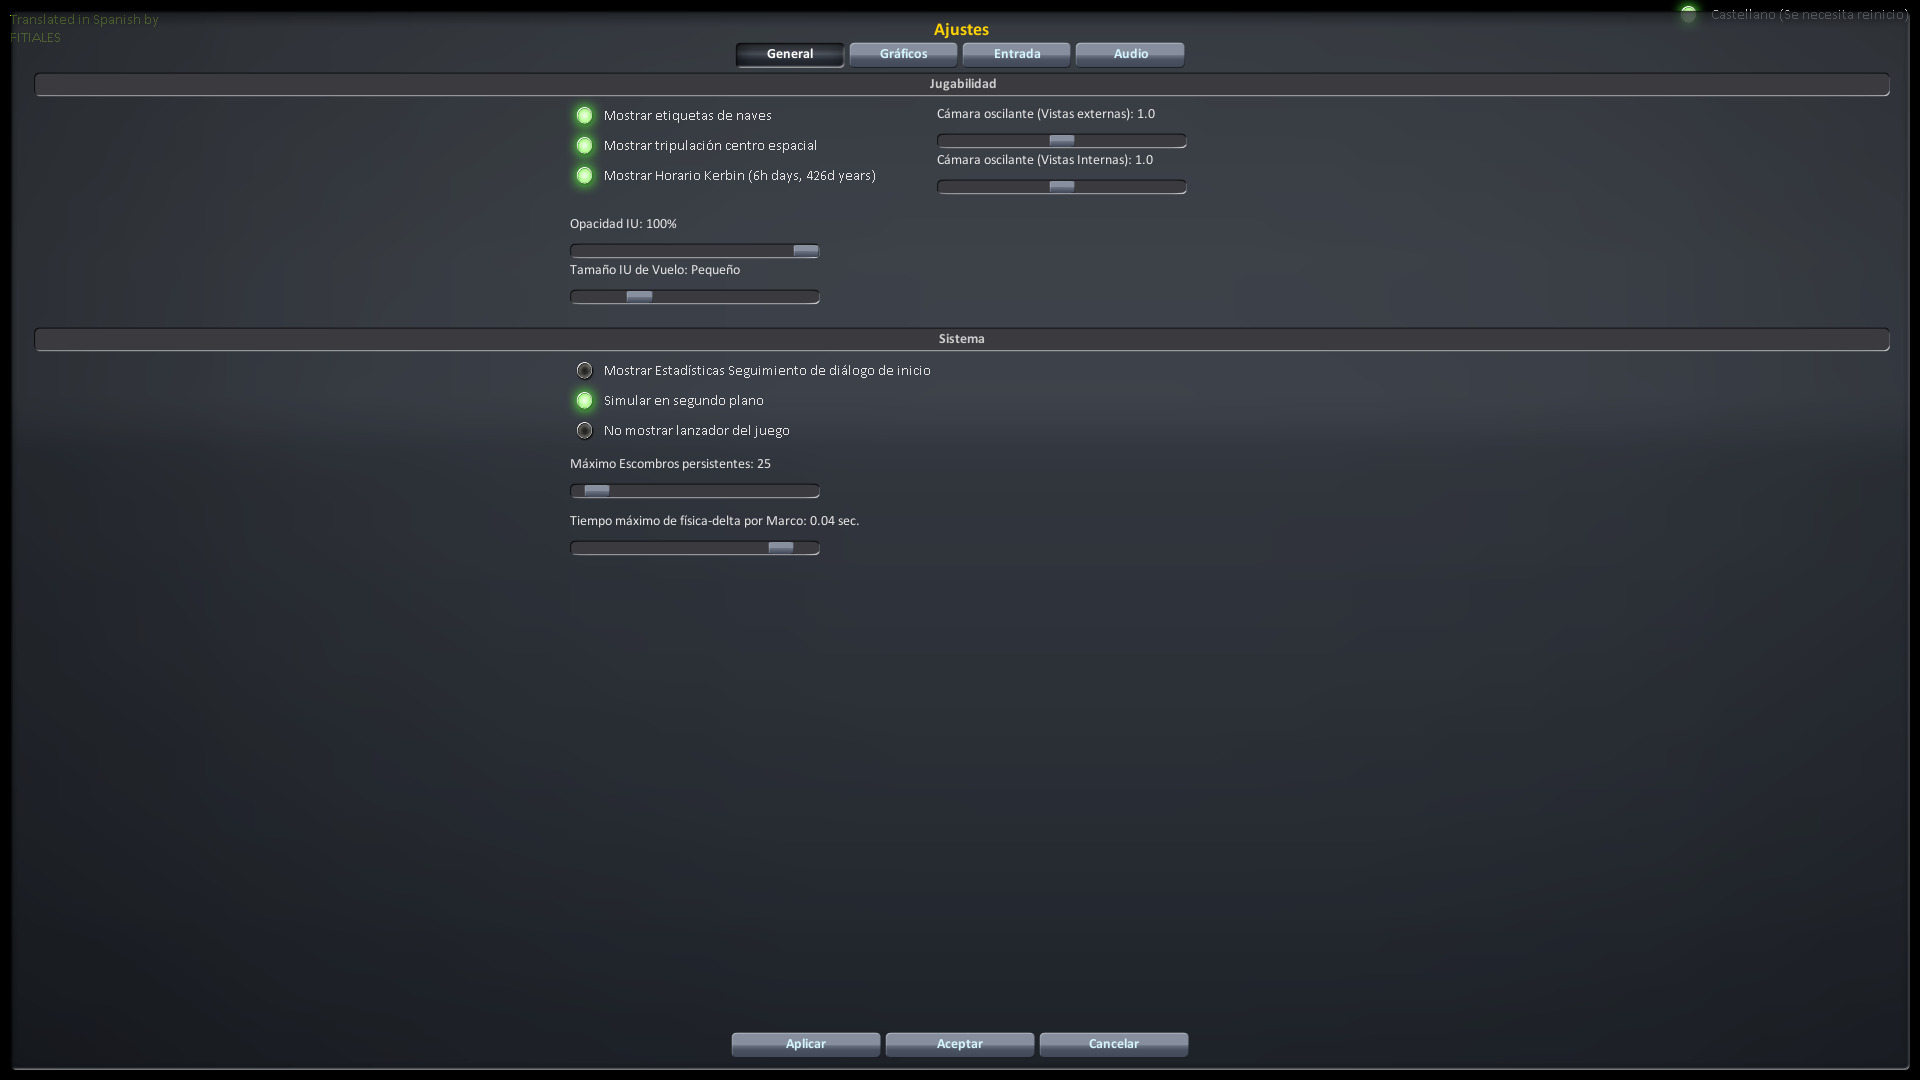 Translated in Spanish by
FITIALES
Castellano (Se necesita reinicio)
Ajustes
General
Gráficos
Entrada
Audio
Jugabilidad
Mostrar etiquetas de naves
Mostrar tripulación centro espacial
Mostrar Horario Kerbin (6h days, 426d years)
Cámara oscilante (Vistas externas): 1.0
Cámara oscilante (Vistas Internas): 1.0
Opacidad IU: 100%
Tamaño IU de Vuelo: Pequeño
Sistema
Mostrar Estadísticas Seguimiento de diálogo de inicio
Simular en segundo plano
No mostrar lanzador del juego
Máximo Escombros persistentes: 25
Tiempo máximo de física-delta por Marco: 0.04 sec.
Aplicar
Aceptar
Cancelar